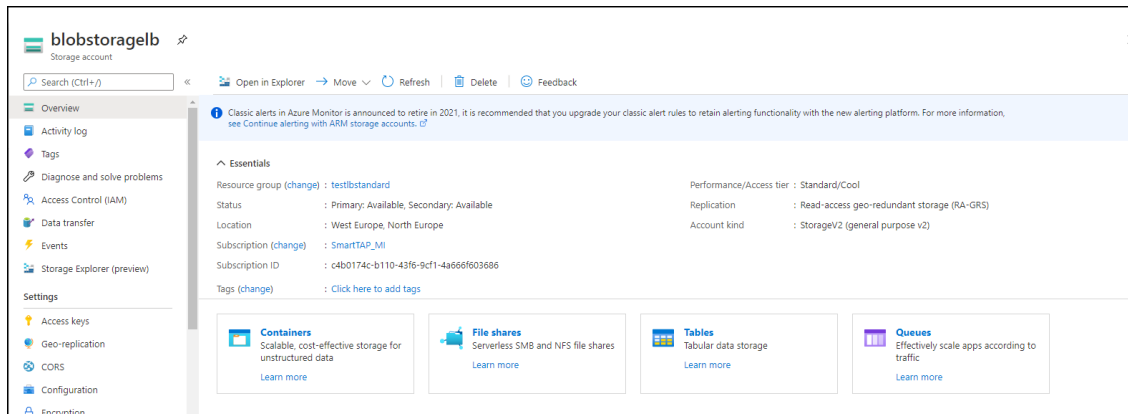 blobstoragelb
Storage account
Search (Ctrl+/)
«
Open in Explorer
Move
Refresh
Delete
Feedback
Overview
Activity log
Tags
Diagnose and solve problems
Access Control (IAM)
Data transfer
Events
Storage Explorer (preview)
Settings
Access keys
Geo-replication
CORS
Configuration
Encryption
Classic alerts in Azure Monitor is announced to retire in 2021, it is recommended that you upgrade your classic alert rules to retain alerting functionality with the new alerting platform. For more information,
see Continue alerting with ARM storage accounts.
Essentials
Resource group (change) : testlbstandard
Status : Primary: Available, Secondary: Available
Location : West Europe, North Europe
Subscription (change) : SmartTAP_MI
Subscription ID : c4b0174c-b110-43f6-9cf1-4a666f603686
Tags (change) : Click here to add tags
Performance/Access tier : Standard/Cool
Replication : Read-access geo-redundant storage (RA-GRS)
Account kind : StorageV2 (general purpose v2)
Containers
Scalable, cost-effective storage for
unstructured data
Learn more
File shares
Serverless SMB and NFS file shares
Learn more
Tables
Tabular data storage
Learn more
Queues
Effectively scale apps according to
traffic
Learn more